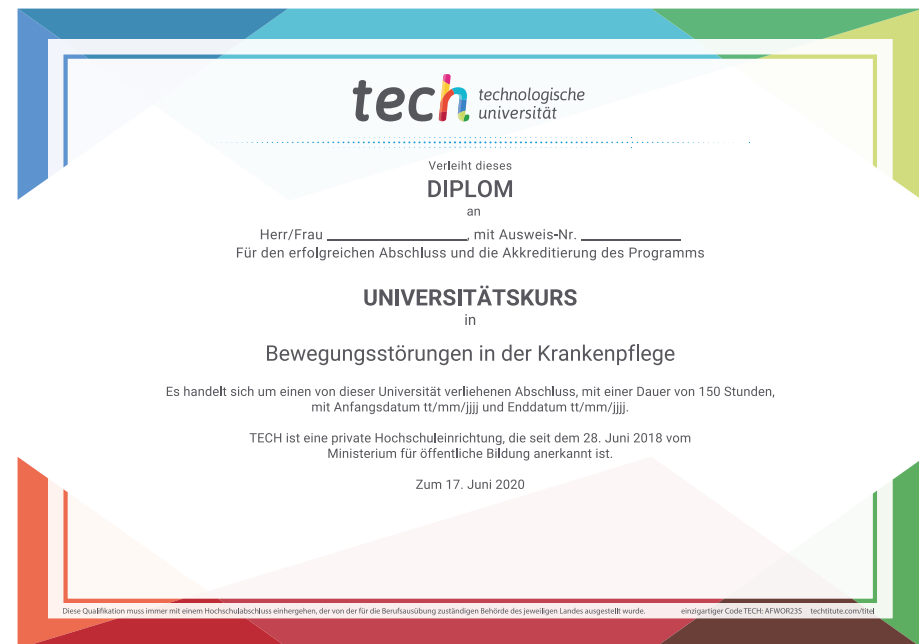 tech technologische
universität
Verleiht dieses
DIPLOM
an
Herr/Frau ____________, mit Ausweis-Nr. ____________
Für den erfolgreichen Abschluss und die Akkreditierung des Programms
UNIVERSITÄTSKURS
in
Bewegungsstörungen in der Krankenpflege
Es handelt sich um einen von dieser Universität verliehenen Abschluss, mit einer Dauer von 150 Stunden,
mit Anfangsdatum tt/mm/jjjj und Enddatum tt/mm/jjjj.
TECH ist eine private Hochschuleinrichtung, die seit dem 28. Juni 2018 vom
Ministerium für öffentliche Bildung anerkannt ist.
Zum 17. Juni 2020
Diese Qualifikation muss immer mit einem Hochschulabschluss einhergehen, der von der für die Berufsausübung zuständigen Behörde des jeweiligen Landes ausgestellt wurde. einzigartiger Code TECH: AFWOR23S techtitute.com/titel